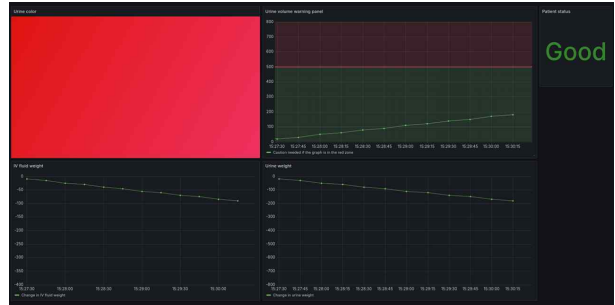 Urine color
Urine volume warning panel
Patient status
800
700
600
500
400
300
200
100
0
15:27:30 15:27:45 15:28:00 15:28:15 15:28:30 15:28:45 15:29:00 15:29:15 15:29:30 15:29:45 15:30:00 15:30:15
Caution needed if the graph is in the red zone
Good
IV fluid weight
0
-50
-100
-150
-200
-250
-300
-350
-400
15:27:30 15:28:00 15:28:30 15:29:00 15:29:30 15:30:00
Change in IV fluid weight
Urine weight
0
-100
-200
-300
-400
-500
-600
-700
-800
15:27:30 15:27:45 15:28:00 15:28:15 15:28:30 15:28:45 15:29:00 15:29:15 15:29:30 15:29:45 15:30:00 15:30:15
Change in urine weight